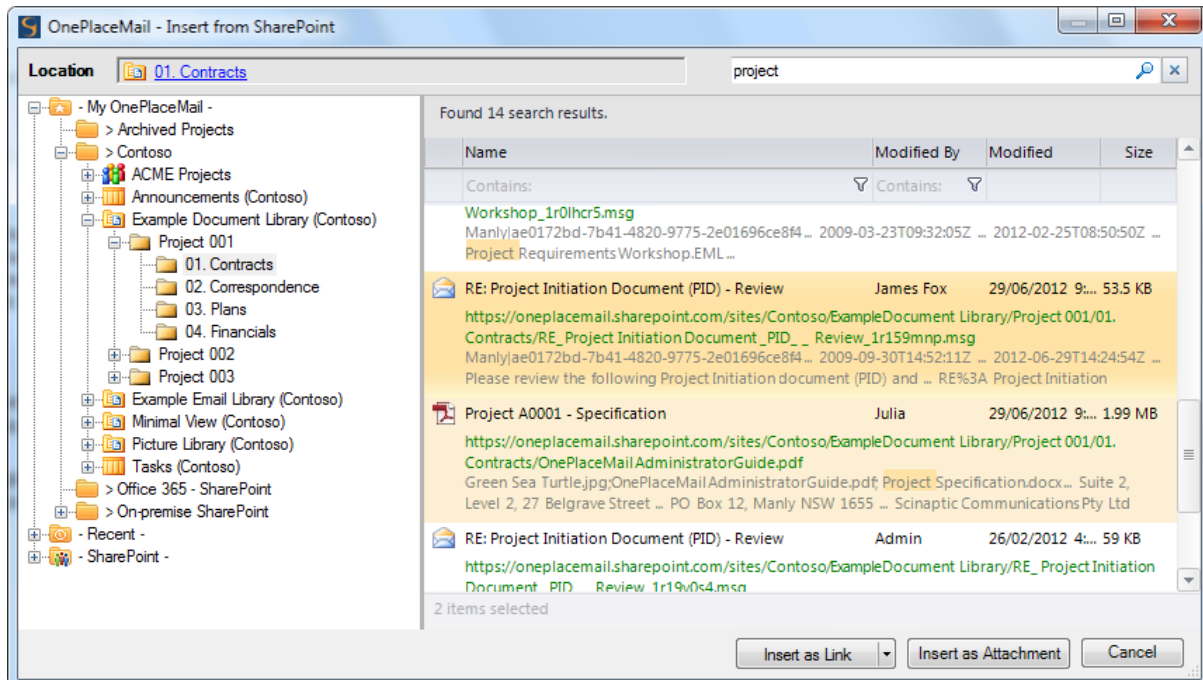 OnePlaceMail - Insert from SharePoint
Location
01. Contracts
project
- My OnePlaceMail -
> Archived Projects
> Contoso
ACME Projects
Announcements (Contoso)
Example Document Library (Contoso)
Project 001
01. Contracts
02. Correspondence
03. Plans
04. Financials
Project 002
Project 003
Example Email Library (Contoso)
Minimal View (Contoso)
Picture Library (Contoso)
Tasks (Contoso)
> Office 365 - SharePoint
> On-premise SharePoint
- Recent -
- SharePoint -
Found 14 search results.
Name Modified By Modified Size
Contains: Contains:
Workshop_1r0lhcr5.msg
Manly|ae0172bd-7b41-4820-9775-2e01696ce8f4... 2009-03-23T09:32:05Z ... 2012-02-25T08:50:50Z ...
Project Requirements Workshop.EML ...
RE: Project Initiation Document (PID) - Review James Fox 29/06/2012 9:... 53.5 KB
https://oneplacemail.sharepoint.com/sites/Contoso/ExampleDocument Library/Project 001/01.
Contracts/RE_Project Initiation Document _PID_ _ Review_1r159mnp.msg
Manly|ae0172bd-7b41-4820-9775-2e01696ce8f4... 2009-09-30T14:52:11Z ... 2012-06-29T14:24:54Z ...
Please review the following Project Initiation document (PID) and ... RE%3A Project Initiation
Project A0001 - Specification Julia 29/06/2012 9:... 1.99 MB
https://oneplacemail.sharepoint.com/sites/Contoso/ExampleDocument Library/Project 001/01.
Contracts/OnePlaceMailAdministratorGuide.pdf
Green Sea Turtle.jpg;OnePlaceMailAdministratorGuide.pdf; Project Specification.docx... Suite 2,
Level 2, 27 Belgrave Street ... PO Box 12, Manly NSW 1655 ... Scinaptic Communications Pty Ltd
RE: Project Initiation Document (PID) - Review Admin 26/02/2012 4:... 59 KB
https://oneplacemail.sharepoint.com/sites/Contoso/ExampleDocument Library/RE_ Project Initiation
Document _PID_ _ Review_1r19v0s4.msg
2 items selected
Insert as Link
Insert as Attachment
Cancel